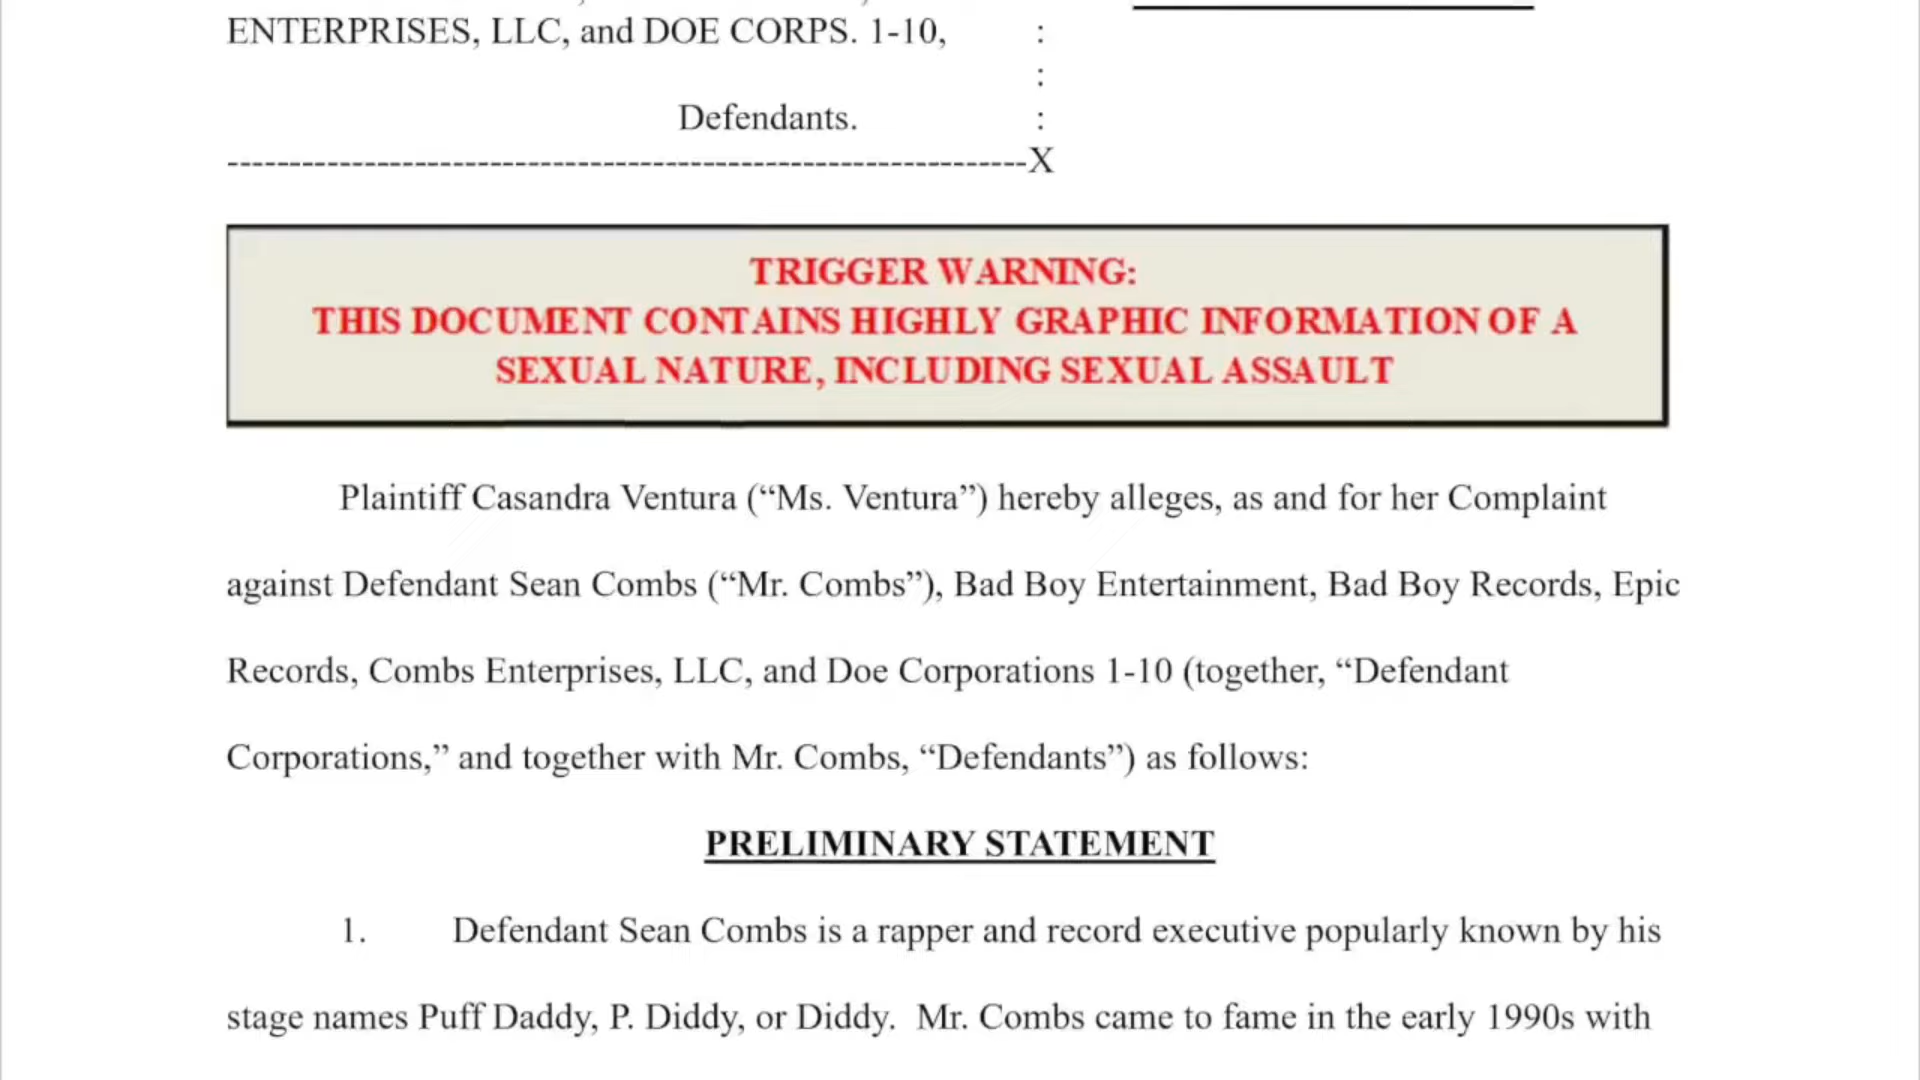 ENTERPRISES, LLC, and DOE CORPS. 1-10, :
:
Defendants. :
-----------------------------------------------------------------X
TRIGGER WARNING:
THIS DOCUMENT CONTAINS HIGHLY GRAPHIC INFORMATION OF A
SEXUAL NATURE, INCLUDING SEXUAL ASSAULT
Plaintiff Casandra Ventura (“Ms. Ventura”) hereby alleges, as and for her Complaint
against Defendant Sean Combs (“Mr. Combs”), Bad Boy Entertainment, Bad Boy Records, Epic
Records, Combs Enterprises, LLC, and Doe Corporations 1-10 (together, “Defendant
Corporations,” and together with Mr. Combs, “Defendants”) as follows:
PRELIMINARY STATEMENT
1. Defendant Sean Combs is a rapper and record executive popularly known by his
stage names Puff Daddy, P. Diddy, or Diddy. Mr. Combs came to fame in the early 1990s with